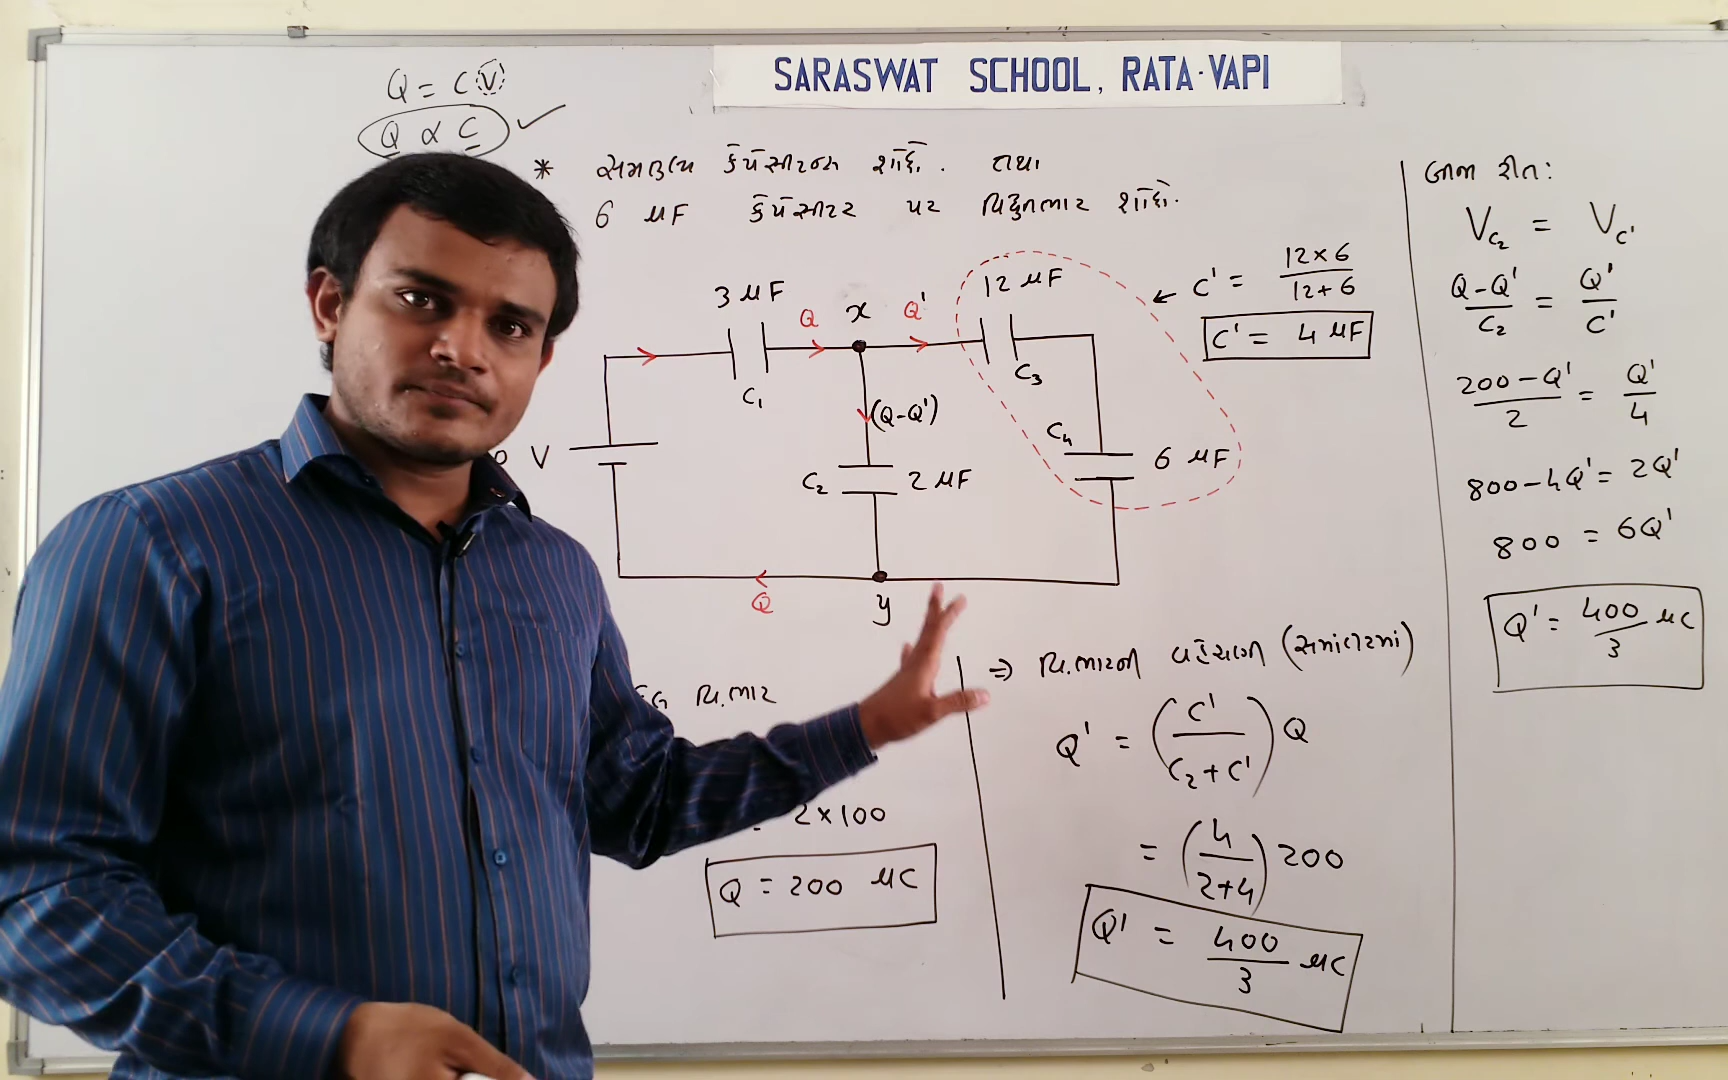 SARASWAT SCHOOL, RATA-VAPI
Q = CV
Q ∝ C ✓
* સમતુલ્ય કૅપૅસીટન્સ શોધો. તથા
6 μF કૅપૅસીટર પર વિદ્યુતભાર શોધો.
3 μF
C₁
Q
x
Q'
12 μF
C₃
C' = 12×6 / 12+6
C' = 4 μF
(Q-Q')
C₂ 2 μF
C₄
6 μF
0 V
Q
y
વિ.ભાર
2×100
Q = 200 μC
⇒ વિ.ભારની વહેંચણી (સમાંતરમાં)
Q' = (C' / C₂+C') Q
= (4 / 2+4) 200
Q' = 400/3 μC
બીજી રીત:
V_C₂ = V_C'
Q-Q' / C₂ = Q' / C'
200-Q' / 2 = Q' / 4
800-4Q' = 2Q'
800 = 6Q'
Q' = 400/3 μC